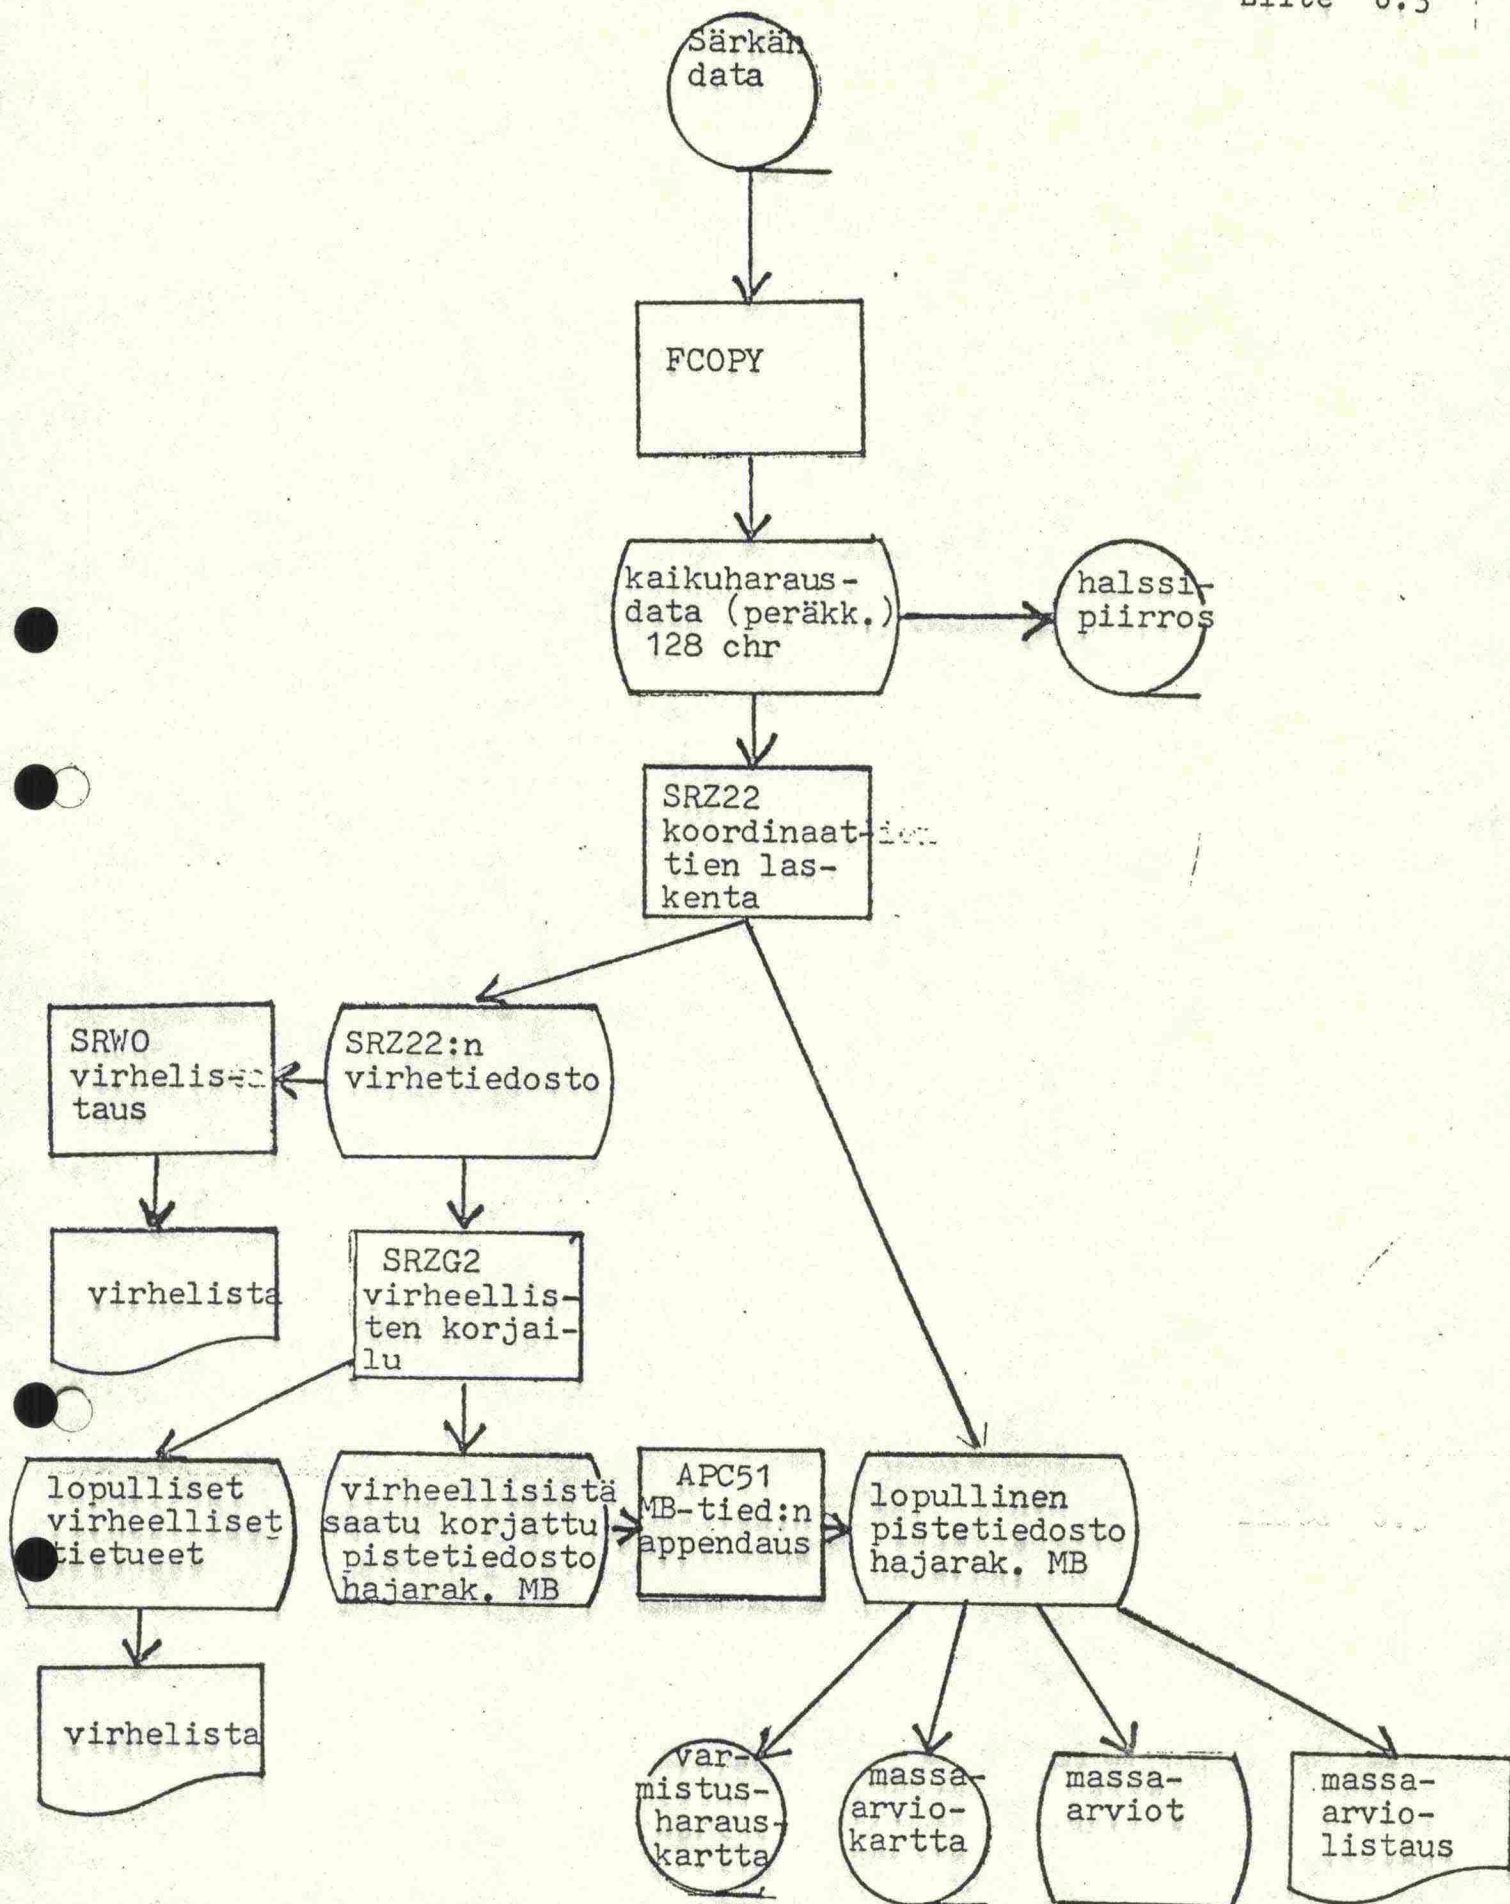 Liite 6.3
Särkän
data
FCOPY
kaikuharaus-
data (peräkk.)
128 chr
halssi-
piirros
SRZ22
koordinaat-
tien las-
kenta
SRWO
virhelis-
taus
SRZ22:n
virhetiedosto
virhelista
SRZG2
virheellis-
ten korjai-
lu
lopulliset
virheelliset
tietueet
virheellisistä
saatu korjattu
pistetiedosto
hajarak. MB
APC51
MB-tied:n
appendaus
lopullinen
pistetiedosto
hajarak. MB
virhelista
var-
mistus-
haraus-
kartta
massa-
arvio-
kartta
massa-
arviot
massa-
arvio-
listaus